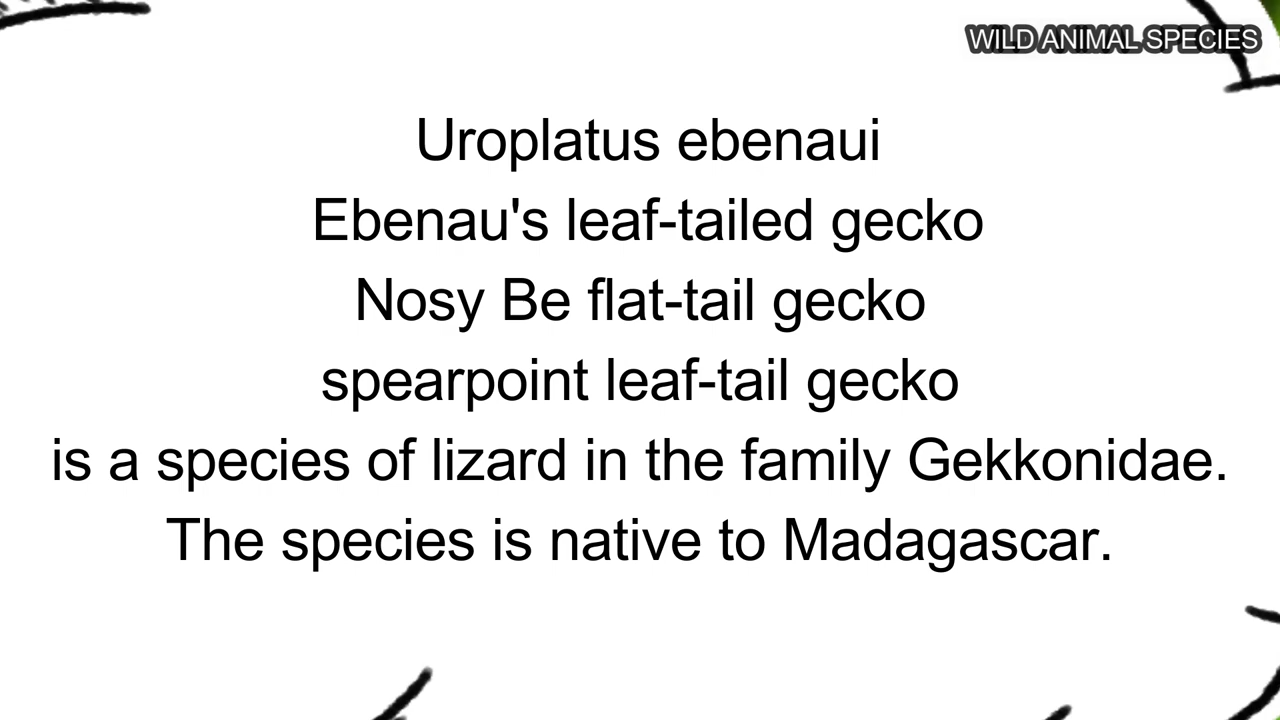 WILD ANIMAL SPECIES
Uroplatus ebenaui
Ebenau's leaf-tailed gecko
Nosy Be flat-tail gecko
spearpoint leaf-tail gecko
is a species of lizard in the family Gekkonidae.
The species is native to Madagascar.